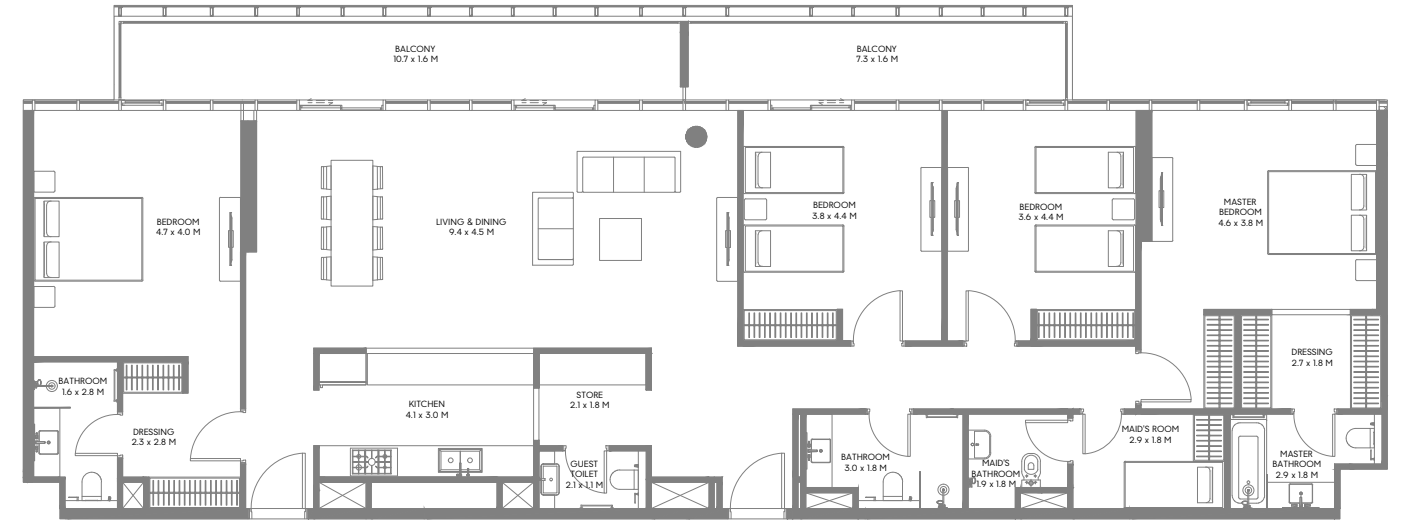 BALCONY
10.7 x 1.6 M
BALCONY
7.3 x 1.6 M
BEDROOM
4.7 x 4.0 M
LIVING & DINING
9.4 x 4.5 M
BEDROOM
3.8 x 4.4 M
BEDROOM
3.6 x 4.4 M
MASTER
BEDROOM
4.6 x 3.8 M
BATHROOM
1.6 x 2.8 M
DRESSING
2.3 x 2.8 M
KITCHEN
4.1 x 3.0 M
STORE
2.1 x 1.8 M
GUEST
TOILET
2.1 x 1.1 M
BATHROOM
3.0 x 1.8 M
MAID'S
BATHROOM
1.9 x 1.8 M
MAID'S ROOM
2.9 x 1.8 M
DRESSING
2.7 x 1.8 M
MASTER
BATHROOM
2.9 x 1.8 M